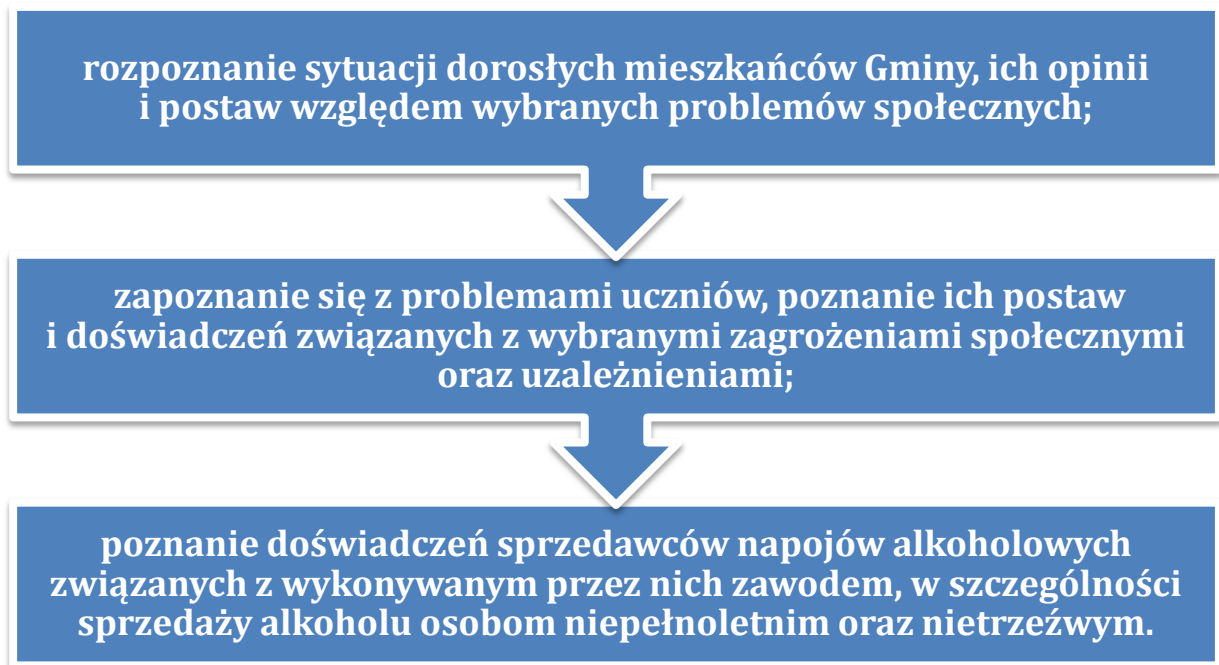 rozpoznanie sytuacji dorosłych mieszkańców Gminy, ich opinii
i postaw względem wybranych problemów społecznych;
zapoznanie się z problemami uczniów, poznanie ich postaw
i doświadczeń związanych z wybranymi zagrożeniami społecznymi
oraz uzależnieniami;
poznanie doświadczeń sprzedawców napojów alkoholowych
związanych z wykonywanym przez nich zawodem, w szczególności
sprzedaży alkoholu osobom niepełnoletnim oraz nietrzeźwym.